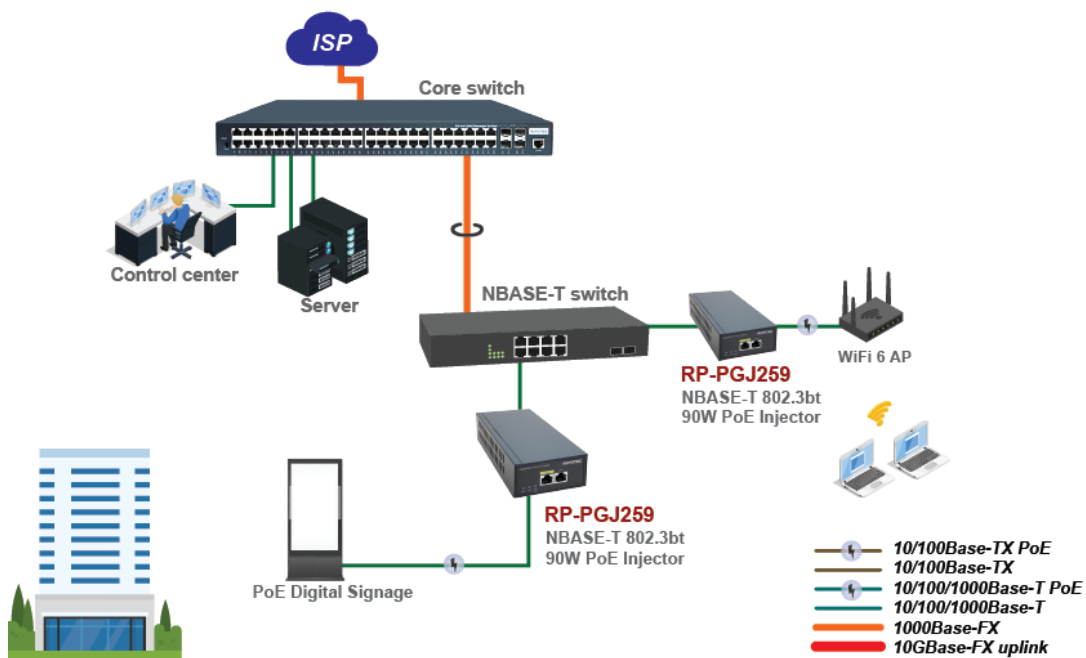 ISP
Core switch
Control center
Server
NBASE-T switch
RP-PGJ259
NBASE-T 802.3bt
90W PoE Injector
WiFi 6 AP
RP-PGJ259
NBASE-T 802.3bt
90W PoE Injector
PoE Digital Signage
10/100Base-TX PoE
10/100Base-TX
10/100/1000Base-T PoE
10/100/1000Base-T
1000Base-FX
10GBase-FX uplink